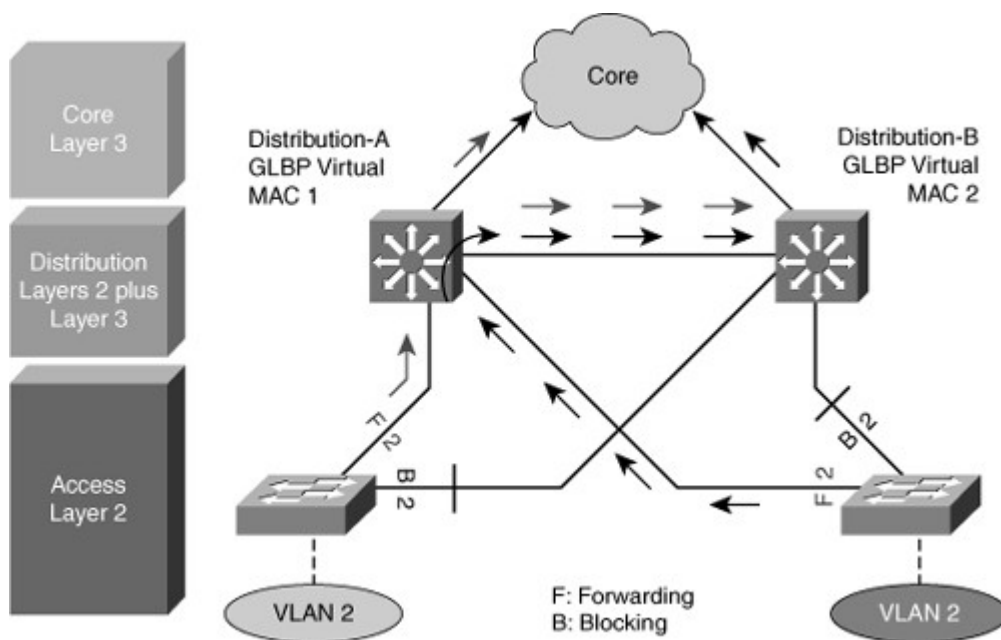 Core
Layer 3
Distribution
Layers 2 plus
Layer 3
Access
Layer 2
Core
Distribution-A
GLBP Virtual
MAC 1
Distribution-B
GLBP Virtual
MAC 2
F 2
B 2
F 2
B 2
VLAN 2
F: Forwarding
B: Blocking
VLAN 2